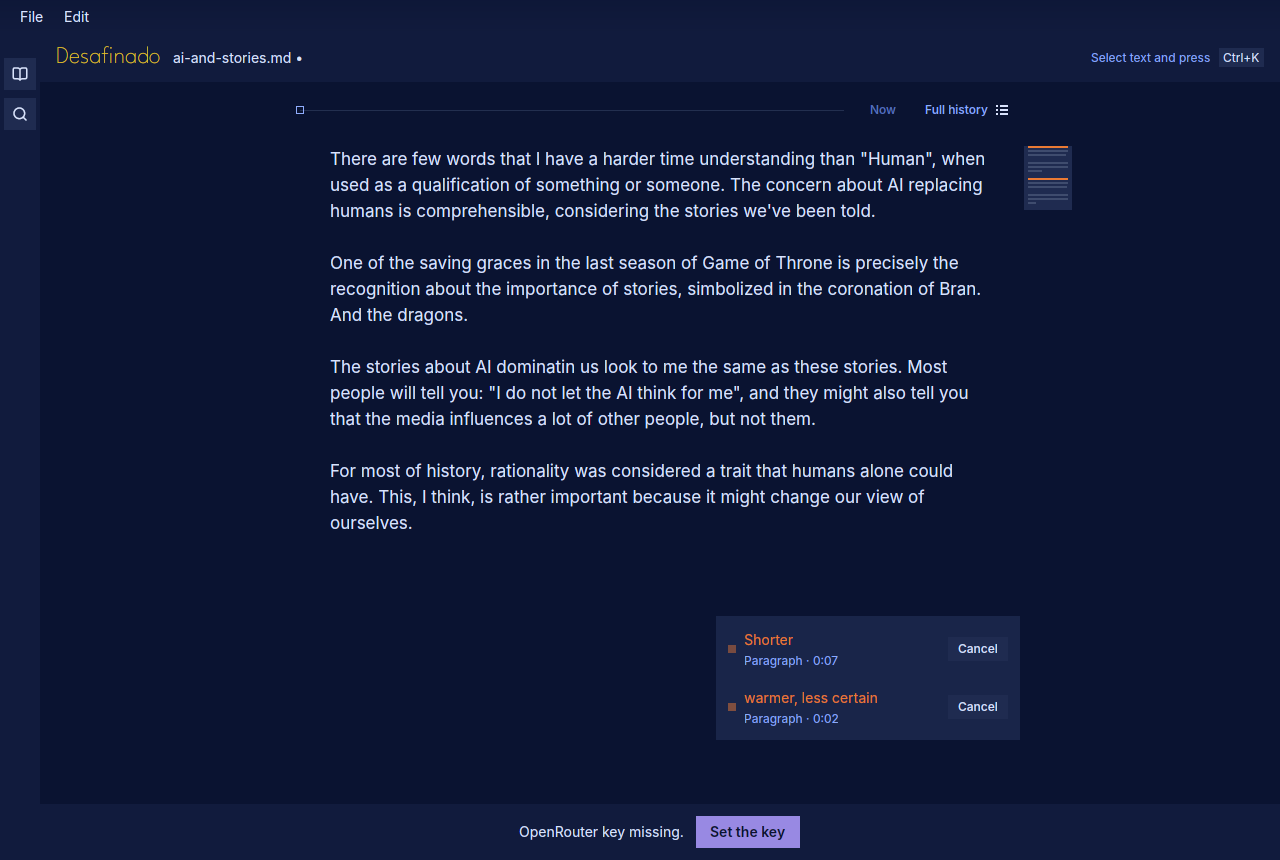 File Edit
Desafinado ai-and-stories.md •
Select text and press Ctrl+K
Now Full history
There are few words that I have a harder time understanding than "Human", when
used as a qualification of something or someone. The concern about AI replacing
humans is comprehensible, considering the stories we've been told.
One of the saving graces in the last season of Game of Throne is precisely the
recognition about the importance of stories, simbolized in the coronation of Bran.
And the dragons.
The stories about AI dominatin us look to me the same as these stories. Most
people will tell you: "I do not let the AI think for me", and they might also tell you
that the media influences a lot of other people, but not them.
For most of history, rationality was considered a trait that humans alone could
have. This, I think, is rather important because it might change our view of
ourselves.
Shorter
Paragraph · 0:07
Cancel
warmer, less certain
Paragraph · 0:02
Cancel
OpenRouter key missing. Set the key